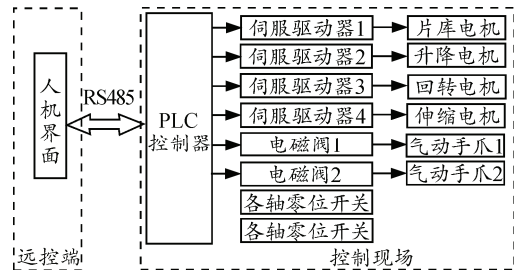 人机界面
RS485
PLC
控制器
伺服驱动器1
片库电机
伺服驱动器2
升降电机
伺服驱动器3
回转电机
伺服驱动器4
伸缩电机
电磁阀1
气动手爪1
电磁阀2
气动手爪2
各轴零位开关
各轴零位开关
远控端
控制现场